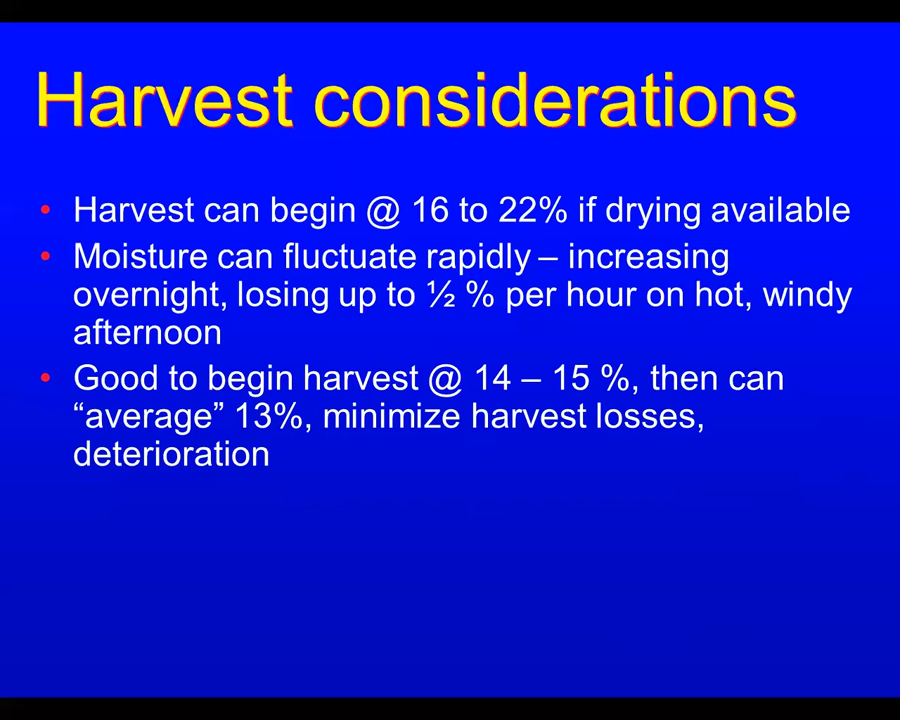 Harvest considerations
• Harvest can begin @ 16 to 22% if drying available
• Moisture can fluctuate rapidly – increasing
overnight, losing up to ½ % per hour on hot, windy
afternoon
• Good to begin harvest @ 14 – 15 %, then can
“average” 13%, minimize harvest losses,
deterioration